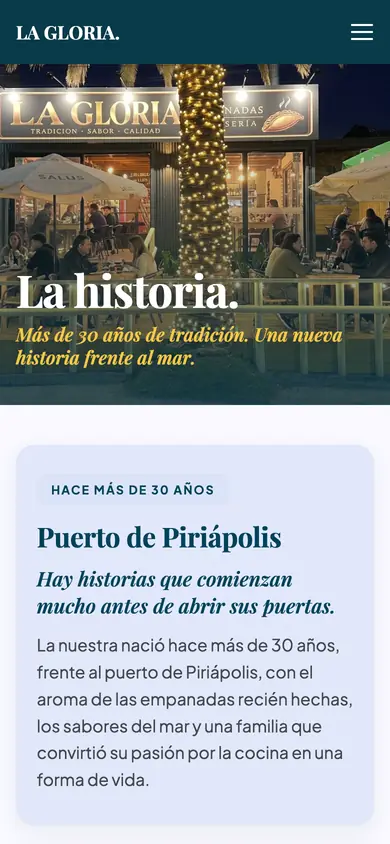 LA GLORIA.
LA GLORIA
TRADICION • SABOR • CALIDAD
NADAS
SERÍA
SALUS
La historia.
Más de 30 años de tradición. Una nueva
historia frente al mar.
HACE MÁS DE 30 AÑOS
Puerto de Piriápolis
Hay historias que comienzan
mucho antes de abrir sus puertas.
La nuestra nació hace más de 30 años,
frente al puerto de Piriápolis, con el
aroma de las empanadas recién hechas,
los sabores del mar y una familia que
convirtió su pasión por la cocina en una
forma de vida.